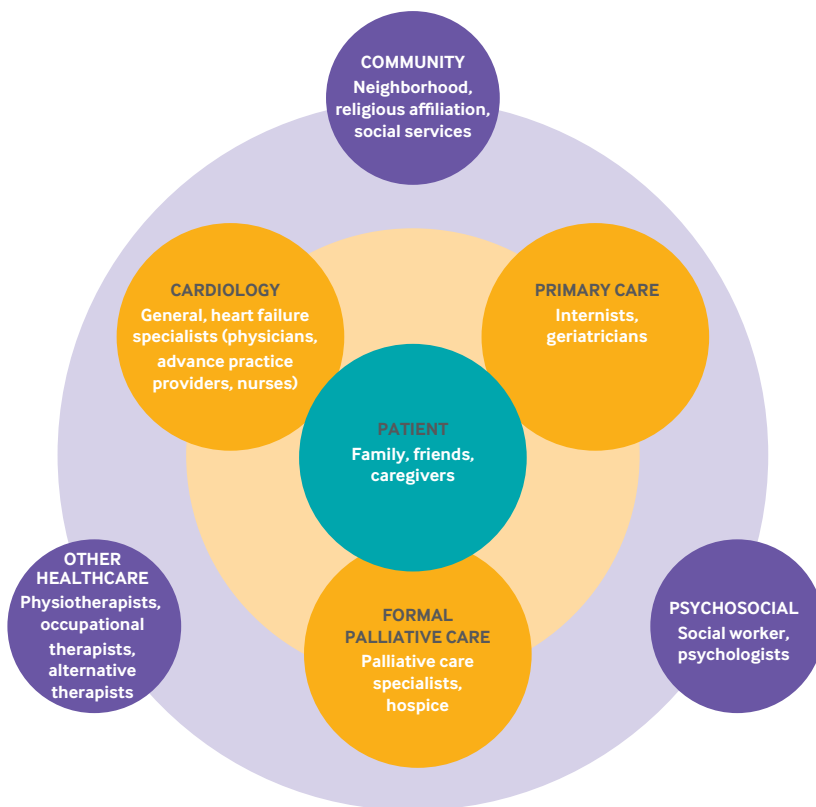 COMMUNITY
Neighborhood,
religious affiliation,
social services
CARDIOLOGY
General, heart failure
specialists (physicians,
advance practice
providers, nurses)
PRIMARY CARE
Internists,
geriatricians
PATIENT
Family, friends,
caregivers
OTHER
HEALTHCARE
Physiotherapists,
occupational
therapists,
alternative
therapists
FORMAL
PALLIATIVE CARE
Palliative care
specialists,
hospice
PSYCHOSOCIAL
Social worker,
psychologists